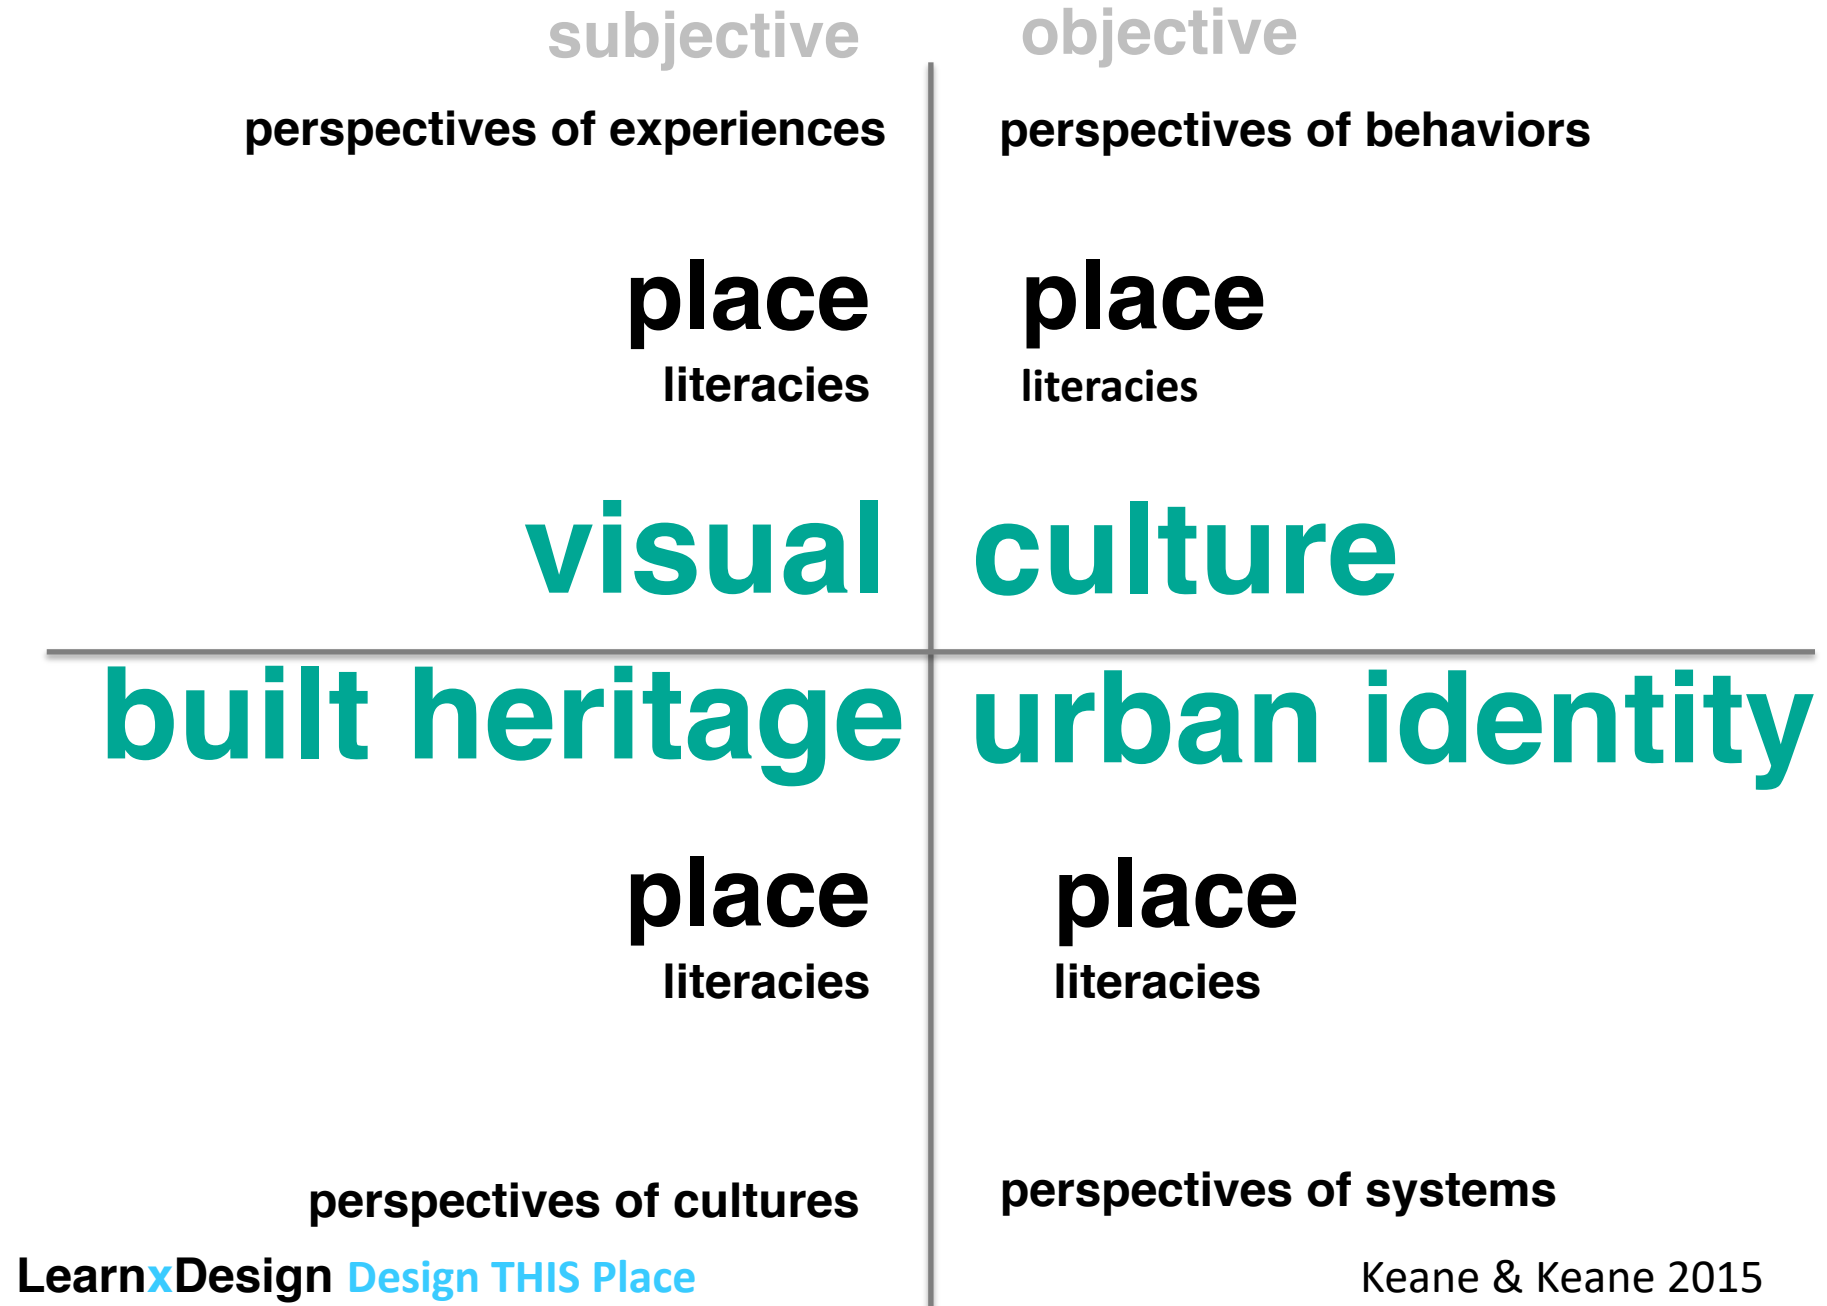 subjective objective
perspectives of experiences perspectives of behaviors
place place
literacies literacies
visual culture
built heritage urban identity
place place
literacies literacies
perspectives of cultures perspectives of systems
LearnxDesign Design THIS Place Keane & Keane 2015